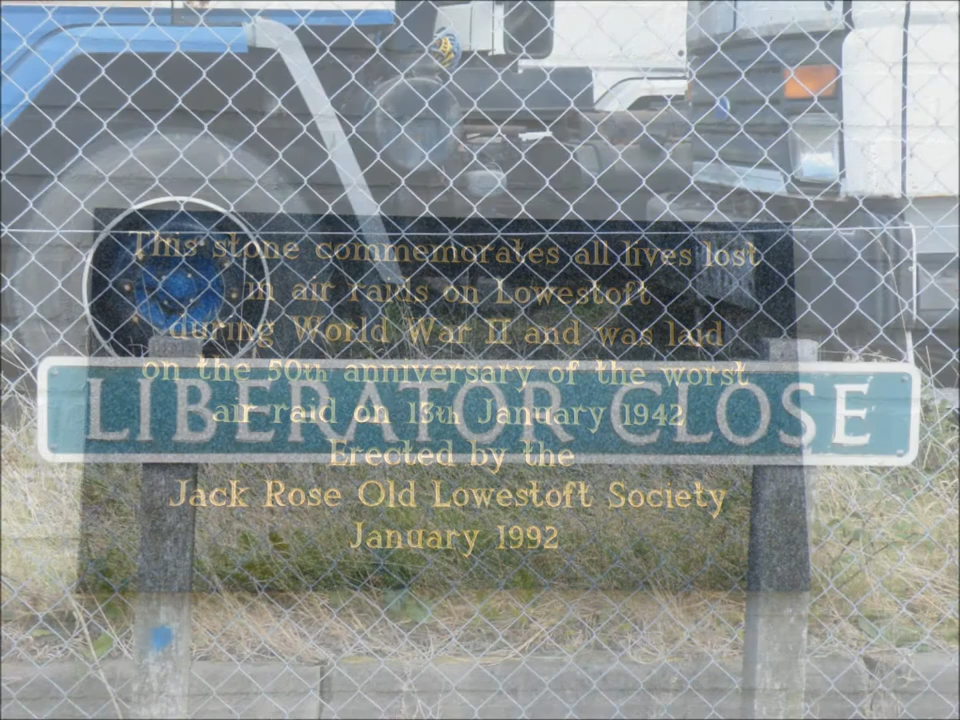 This stone commemorates all lives lost
in air raids on Lowestoft
during World War II and was laid
on the 50th anniversary of the worst
air raid on 13th January 1942
Erected by the
Jack Rose Old Lowestoft Society
January 1992
LIBERATOR CLOSE